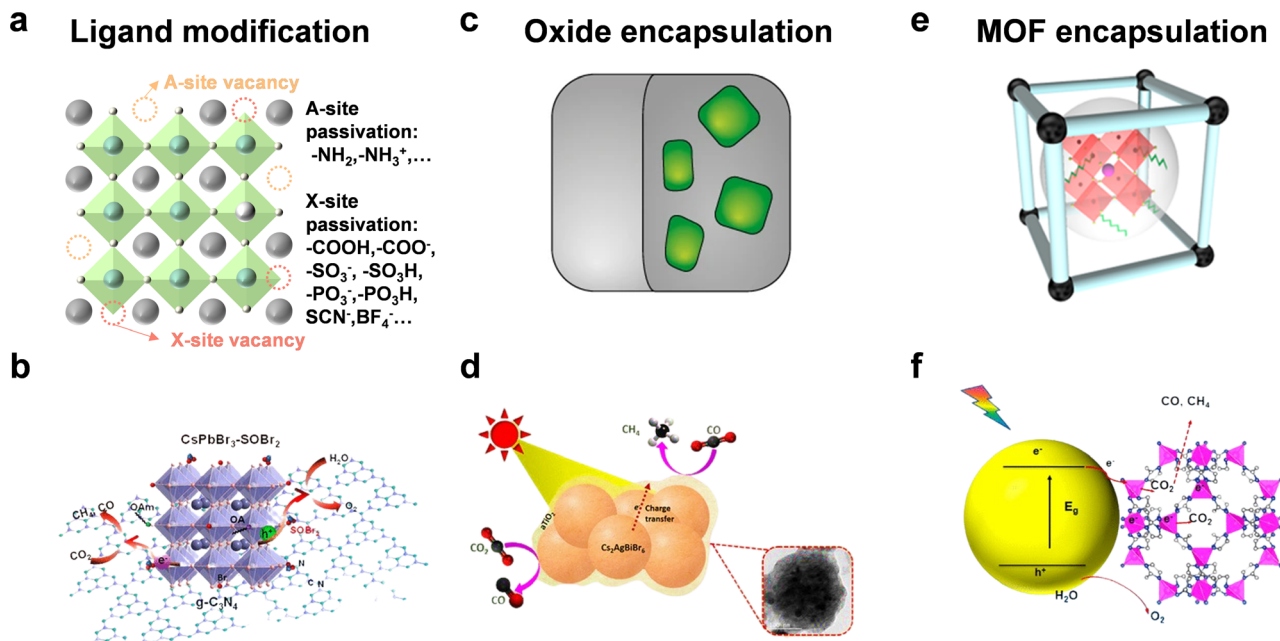 a Ligand modification
A-site vacancy
A-site
passivation:
-NH₂,-NH₃⁺,...
X-site
passivation:
-COOH,-COO⁻,
-SO₃⁻, -SO₃H,
-PO₃⁻,-PO₃H,
SCN⁻,BF₄⁻...
X-site vacancy
c Oxide encapsulation
e MOF encapsulation
b
CsPbBr₃-SOBr₂
H₂O
O₂
OAm
CH₄, CO
OA
h⁺
CO₂
e⁻
Br
N
C N
g-C₃N₄
d
CH₄
CO
aTiO₂
e⁻
Charge
transfer
Cs₂AgBiBr₆
CO₂
CO
f
CO, CH₄
e⁻
e⁻
CO₂
e⁻
E_g
e⁻
e⁻
CO₂
h⁺
H₂O
O₂